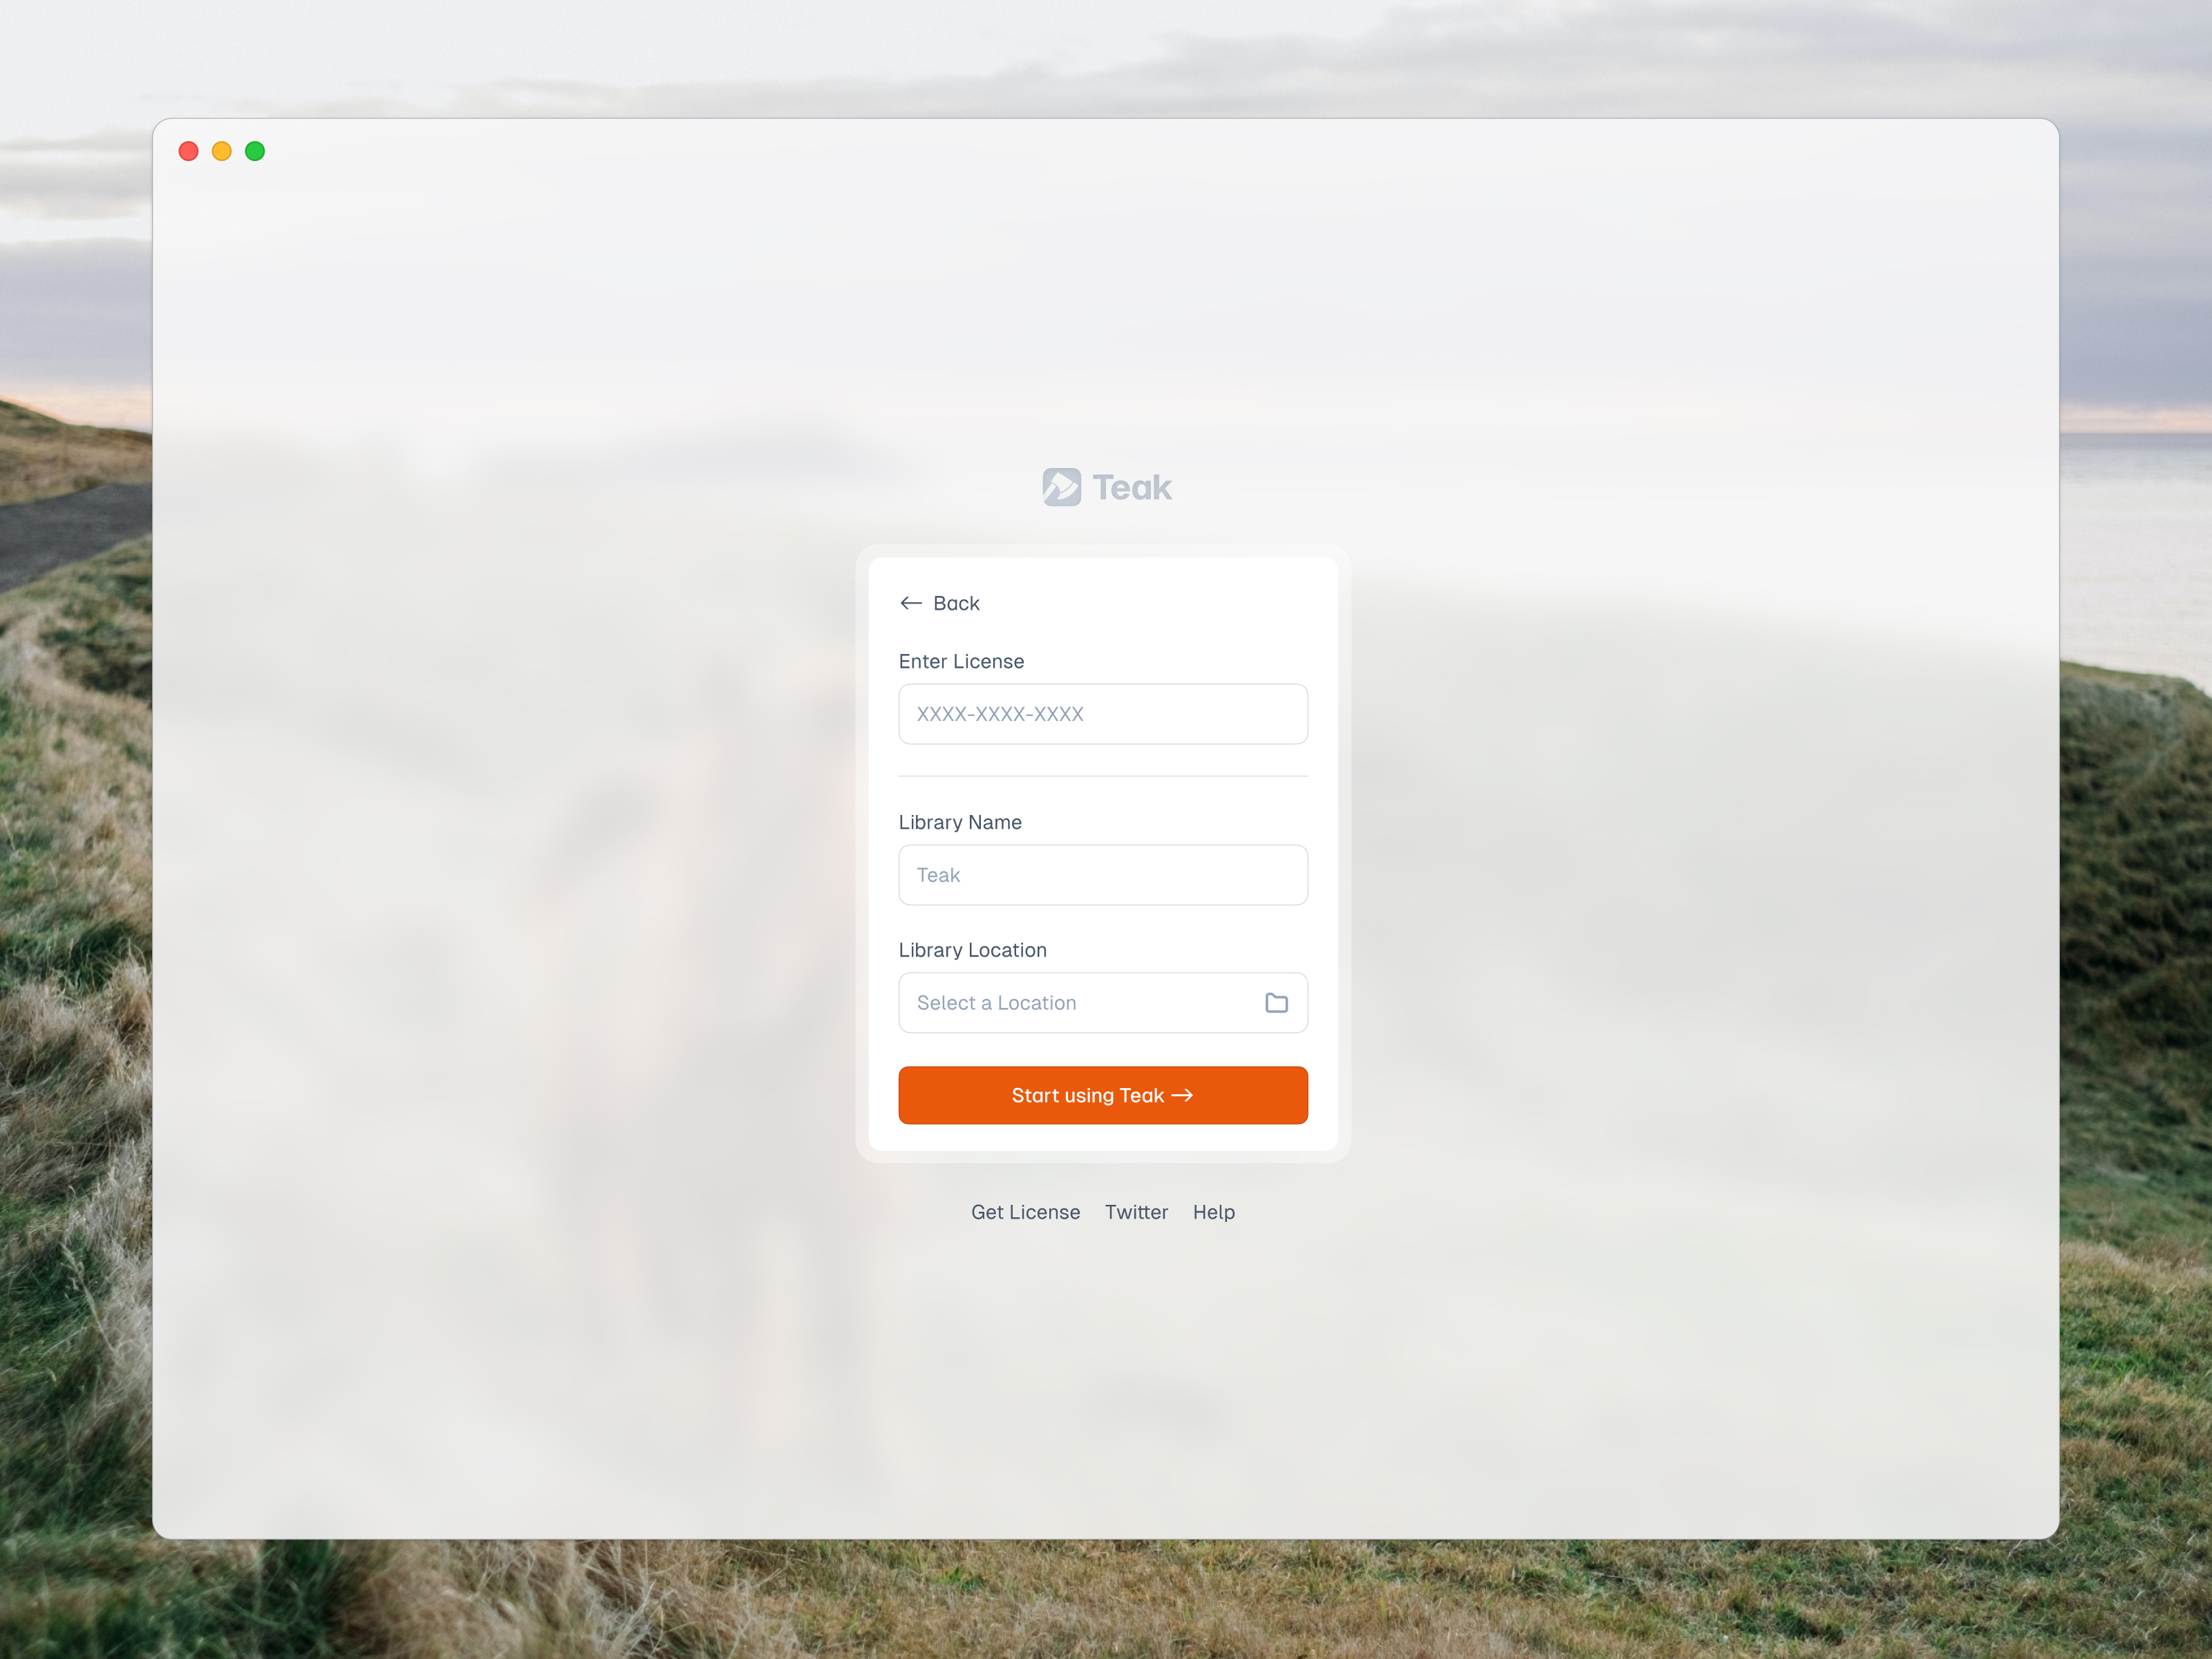 Teak
Back
Enter License
XXXX-XXXX-XXXX
Library Name
Teak
Library Location
Select a Location
Start using Teak →
Get License Twitter Help